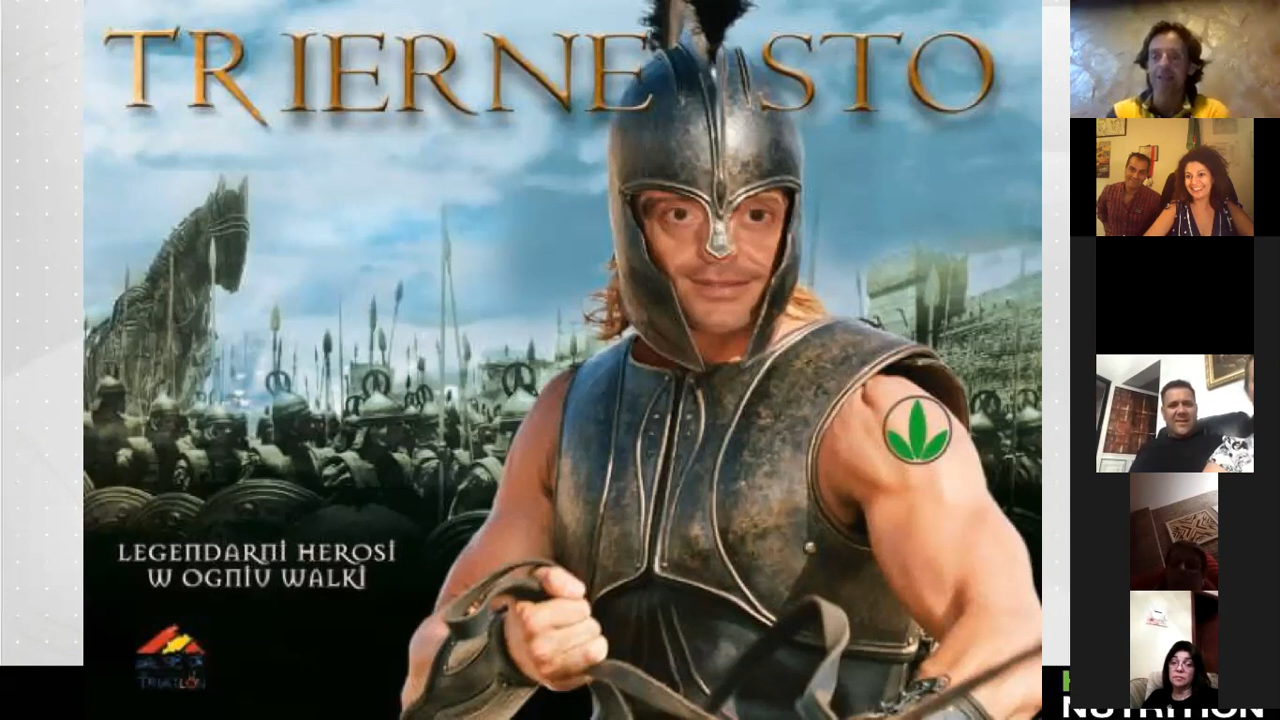 TRIERNESTO
LEGENDARNI HEROSI
W OGNIU WALKI
TRIATLÓN
NUTRITION